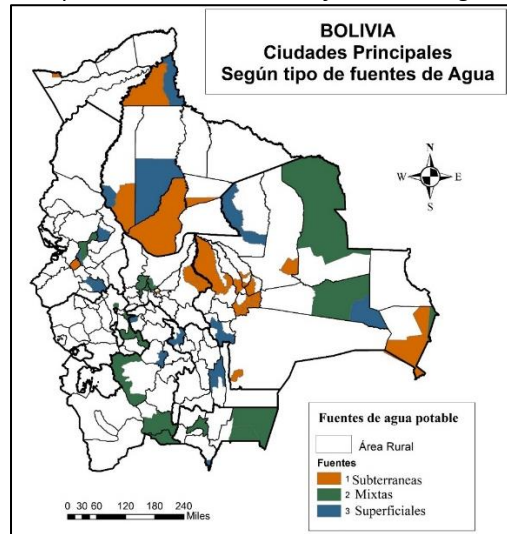 BOLIVIA
Ciudades Principales
Según tipo de fuentes de Agua
N
W E
S
Fuentes de agua potable
Área Rural
Fuentes
1 Subterraneas
2 Mixtas
3 Superficiales
0 30 60 120 180 240
Miles